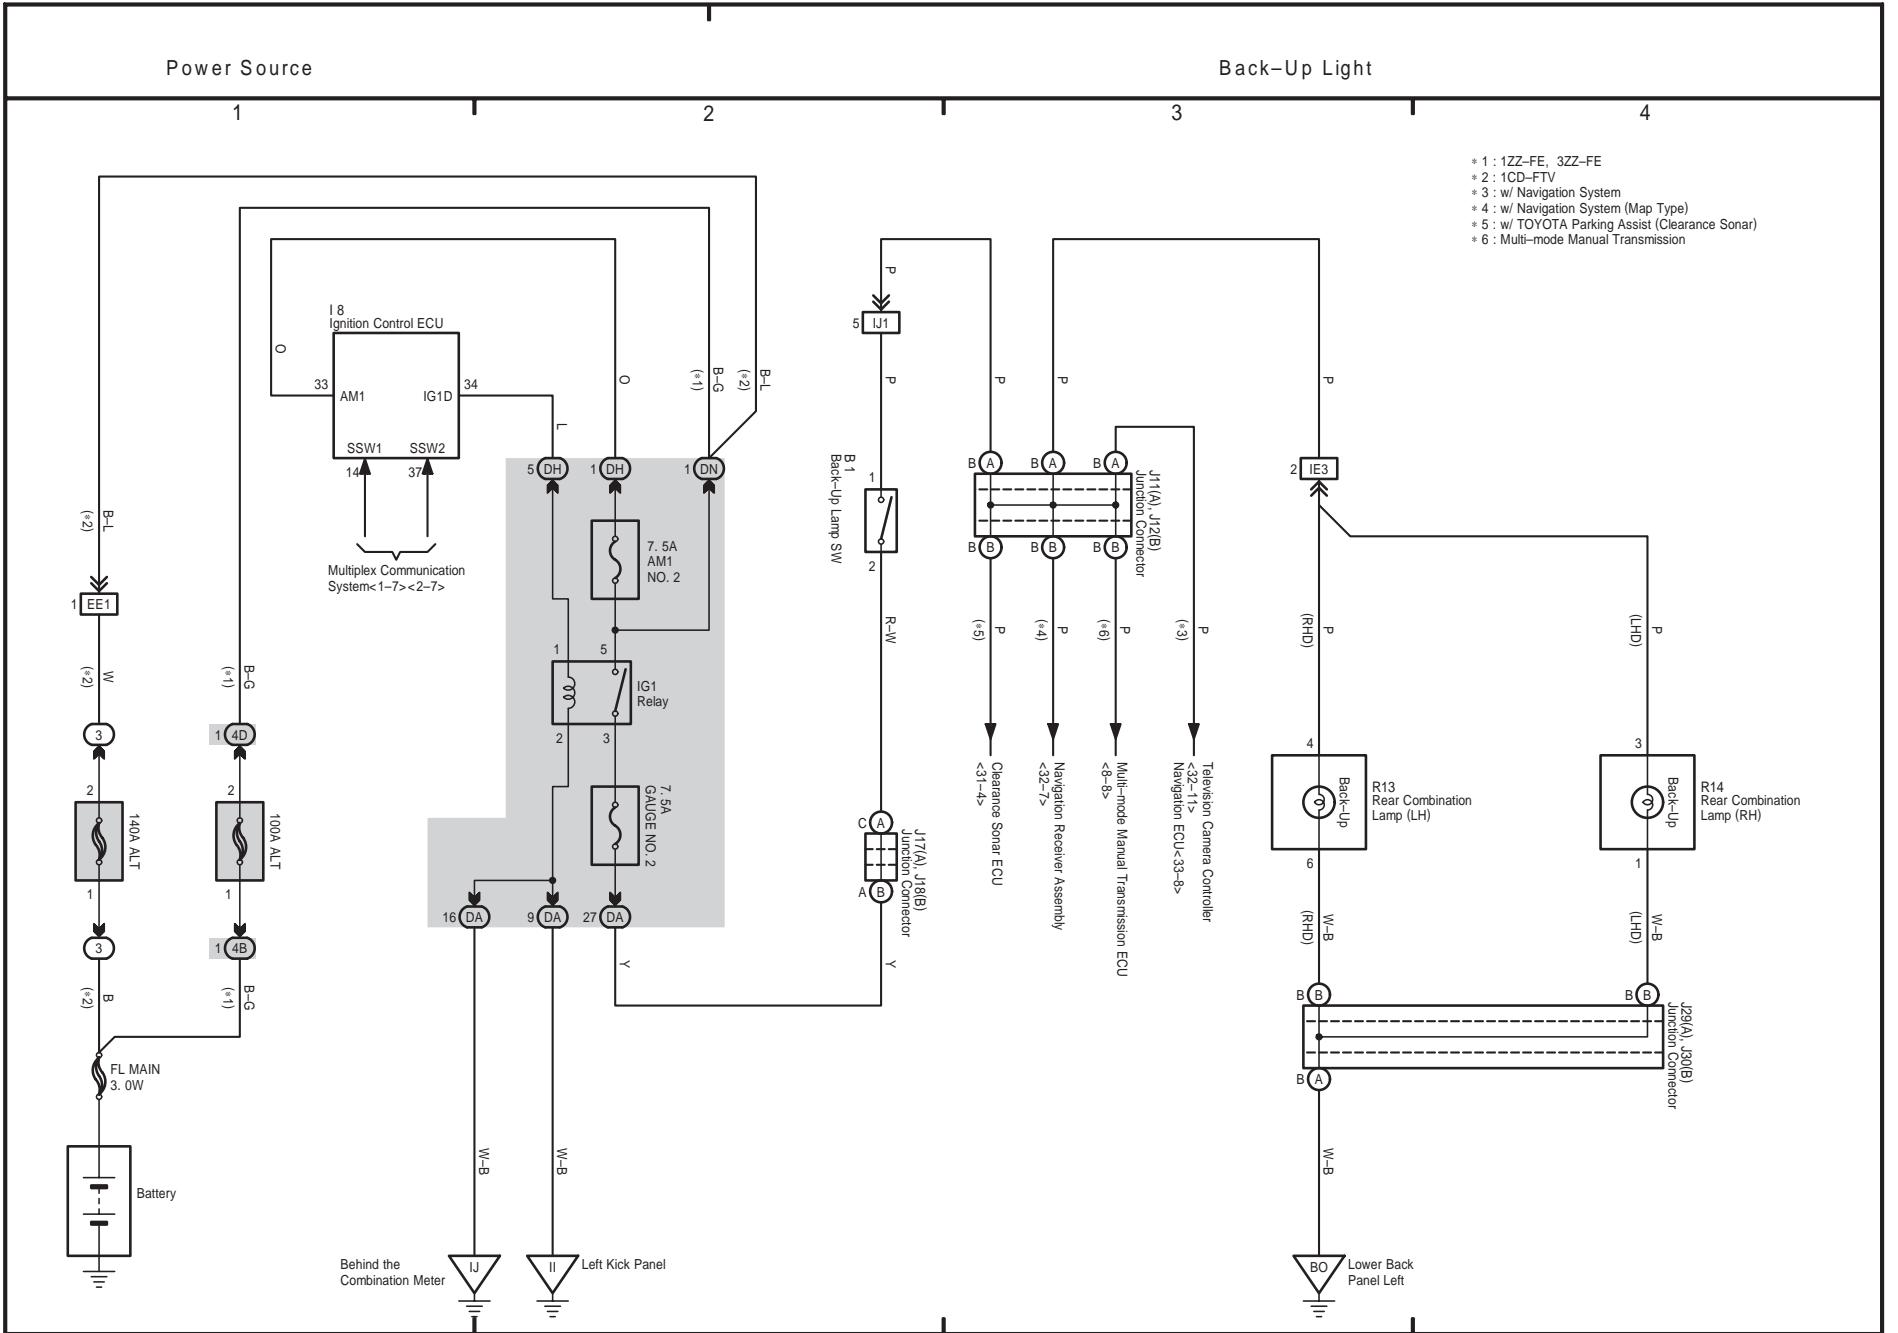 Power Source
Back–Up Light
1
2
3
4
* 1 : 1ZZ–FE, 3ZZ–FE
* 2 : 1CD–FTV
* 3 : w/ Navigation System
* 4 : w/ Navigation System (Map Type)
* 5 : w/ TOYOTA Parking Assist (Clearance Sonar)
* 6 : Multi–mode Manual Transmission
I 8
Ignition Control ECU
33
AM1
IG1D
34
SSW1
SSW2
14
37
Multiplex Communication
System<1–7><2–7>
O
L
O
B–G
(*1)
B–L
(*2)
5 DH
1 DH
1 DN
7. 5A
AM1
NO. 2
1
5
IG1
Relay
2
3
7. 5A
GAUGE NO. 2
16 DA
9 DA
27 DA
Y
W–B
W–B
Behind the
Combination Meter
IJ
II
Left Kick Panel
B–L
(*2)
1 EE1
W
(*2)
3
2
140A ALT
1
3
B
(*2)
B–G
(*1)
1 4D
2
100A ALT
1
1 4B
B–G
(*1)
FL MAIN
3. 0W
Battery
P
5 IJ1
P
1
B 1
Back–Up Lamp SW
2
R–W
C A
J17(A), J18(B)
Junction Connector
A B
Y
P
P
B A
B A
B A
J11(A), J12(B)
Junction Connector
B B
B B
B B
P
(*5)
P
(*4)
P
(*6)
P
(*3)
Clearance Sonar ECU
<31–4>
Navigation Receiver Assembly
<32–7>
Multi–mode Manual Transmission ECU
<8–8>
Television Camera Controller
<32–11>
Navigation ECU<33–8>
P
2 IE3
P
(RHD)
P
(LHD)
4
Back–Up
R13
Rear Combination
Lamp (LH)
6
3
Back–Up
R14
Rear Combination
Lamp (RH)
1
W–B
(RHD)
W–B
(LHD)
B B
B B
J29(A), J30(B)
Junction Connector
B A
W–B
BO
Lower Back
Panel Left